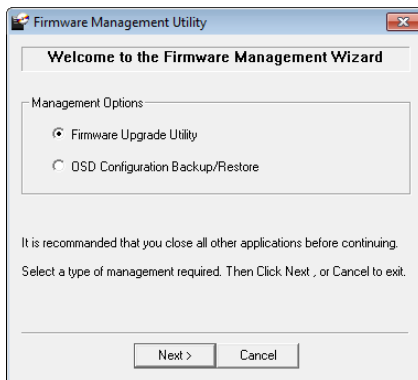 Firmware Management Utility
Welcome to the Firmware Management Wizard
Management Options
Firmware Upgrade Utility
OSD Configuration Backup/Restore
It is recommanded that you close all other applications before continuing.
Select a type of management required. Then Click Next , or Cancel to exit.
Next >
Cancel